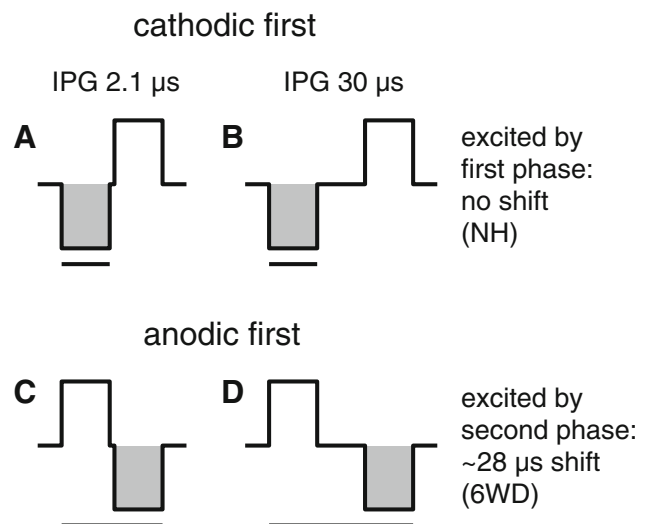 cathodic first
IPG 2.1 µs IPG 30 µs
A B
excited by
first phase:
no shift
(NH)
anodic first
C D
excited by
second phase:
~28 µs shift
(6WD)